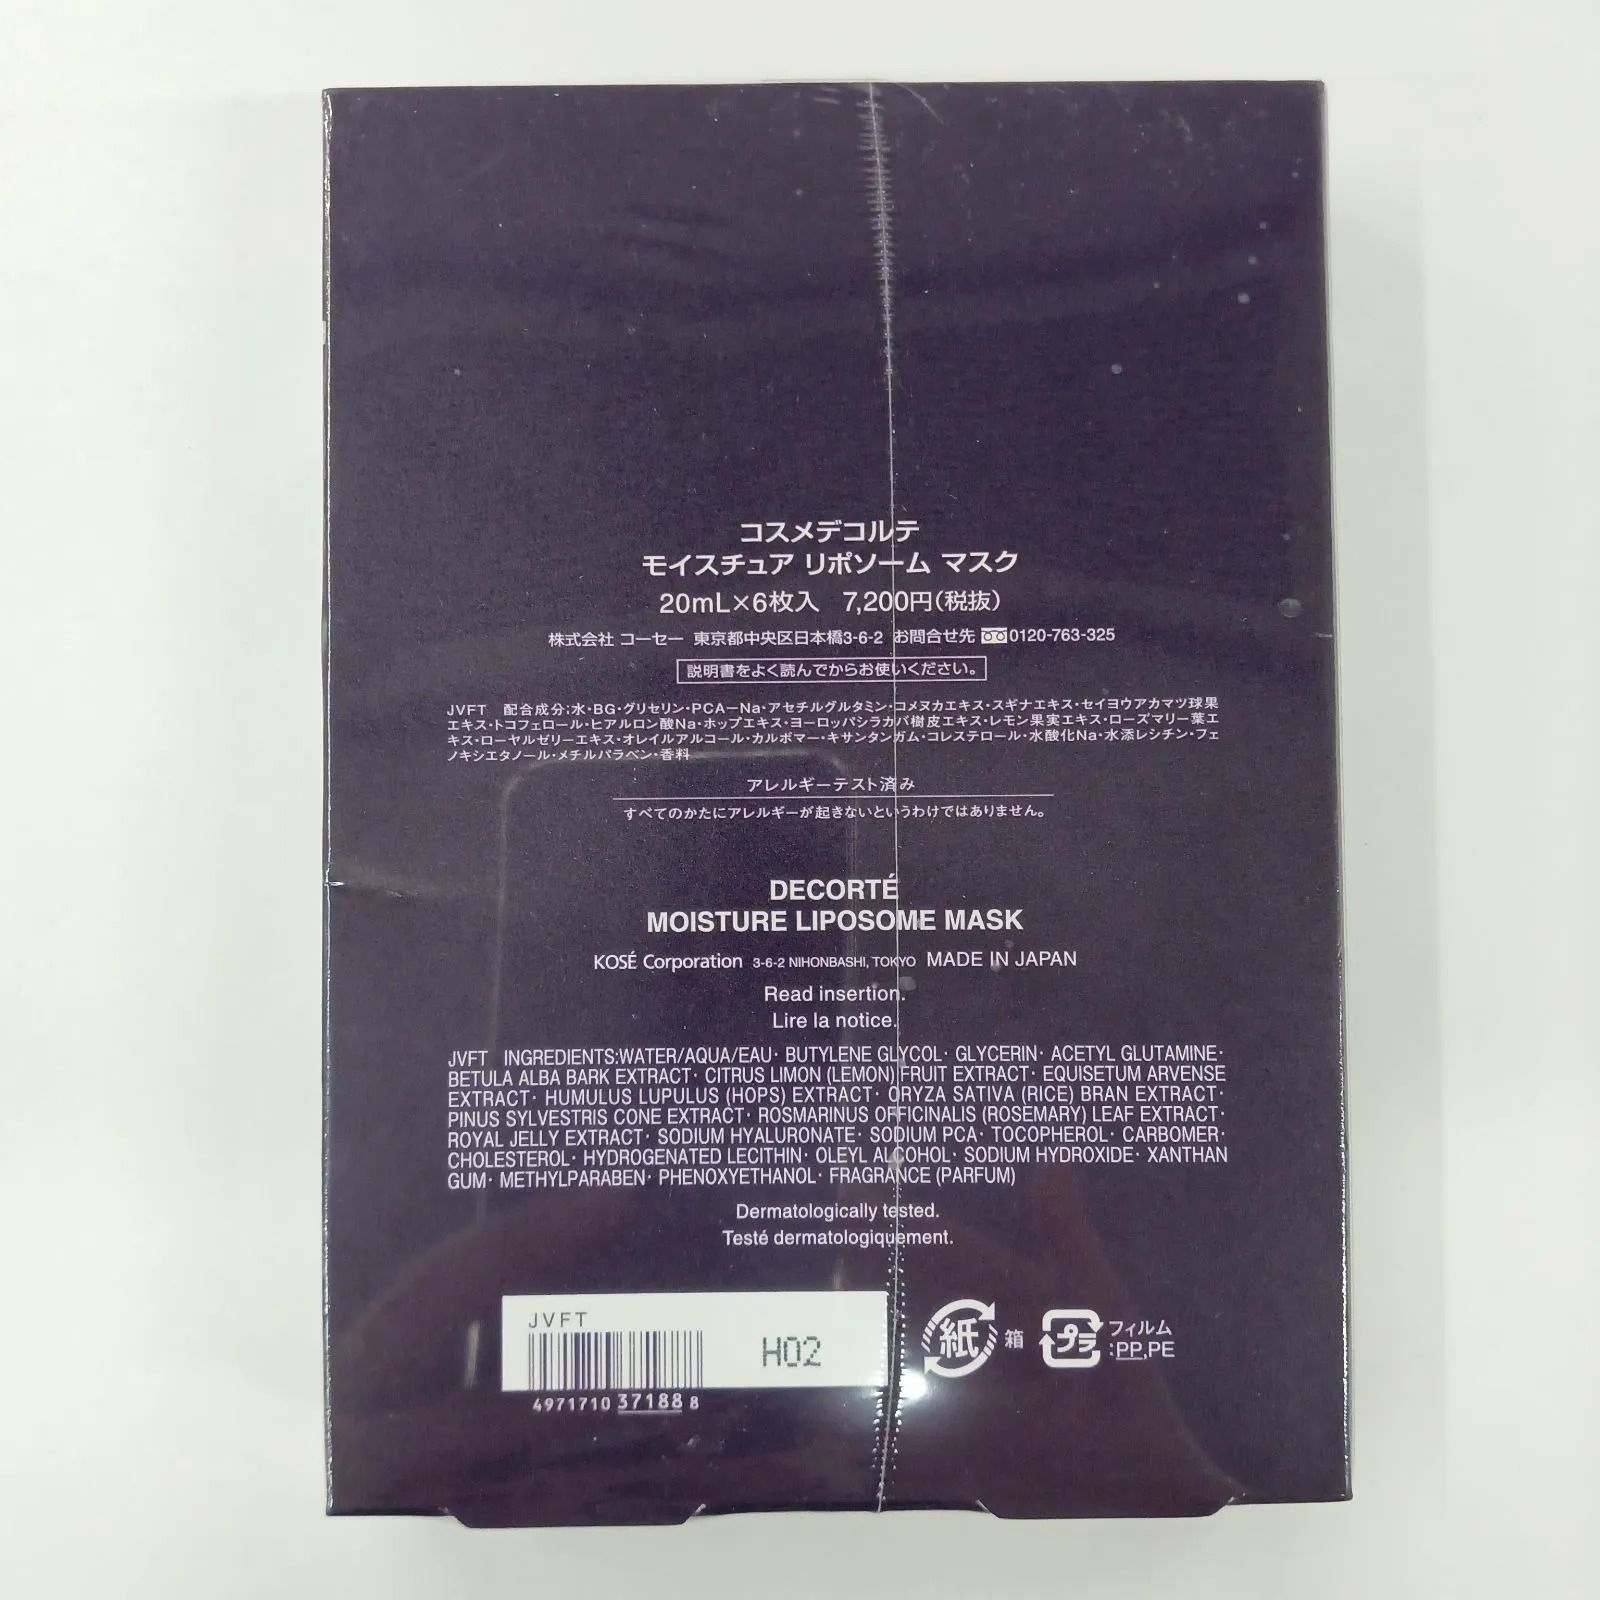 コスメデコルテ
モイスチュア リポソーム マスク
20mL×6枚入 7,200円(税抜)
株式会社 コーセー 東京都中央区日本橋3-6-2 お問合せ先 0120-763-325
説明書をよく読んでからお使いください。
JVFT 配合成分:水・BG・グリセリン・PCA－Na・アセチルグルタミン・コメヌカエキス・スギナエキス・セイヨウアカマツ球果
エキス・トコフェロール・ヒアルロン酸Na・ホップエキス・ヨーロッパシラカバ樹皮エキス・レモン果実エキス・ローズマリー葉エ
キス・ローヤルゼリーエキス・オレイルアルコール・カルボマー・キサンタンガム・コレステロール・水酸化Na・水添レシチン・フェ
ノキシエタノール・メチルパラベン・香料
アレルギーテスト済み
すべてのかたにアレルギーが起きないというわけではありません。
DECORTÉ
MOISTURE LIPOSOME MASK
KOSÉ Corporation 3-6-2 NIHONBASHI, TOKYO MADE IN JAPAN
Read insertion.
Lire la notice.
JVFT INGREDIENTS:WATER/AQUA/EAU· BUTYLENE GLYCOL· GLYCERIN· ACETYL GLUTAMINE·
BETULA ALBA BARK EXTRACT· CITRUS LIMON (LEMON) FRUIT EXTRACT· EQUISETUM ARVENSE
EXTRACT· HUMULUS LUPULUS (HOPS) EXTRACT· ORYZA SATIVA (RICE) BRAN EXTRACT·
PINUS SYLVESTRIS CONE EXTRACT· ROSMARINUS OFFICINALIS (ROSEMARY) LEAF EXTRACT·
ROYAL JELLY EXTRACT· SODIUM HYALURONATE· SODIUM PCA· TOCOPHEROL· CARBOMER·
CHOLESTEROL· HYDROGENATED LECITHIN· OLEYL ALCOHOL· SODIUM HYDROXIDE· XANTHAN
GUM· METHYLPARABEN· PHENOXYETHANOL· FRAGRANCE (PARFUM)
Dermatologically tested.
Testé dermatologiquement.
JVFT
H02
4971710 37188 8
紙 箱
プラ フィルム
:PP,PE